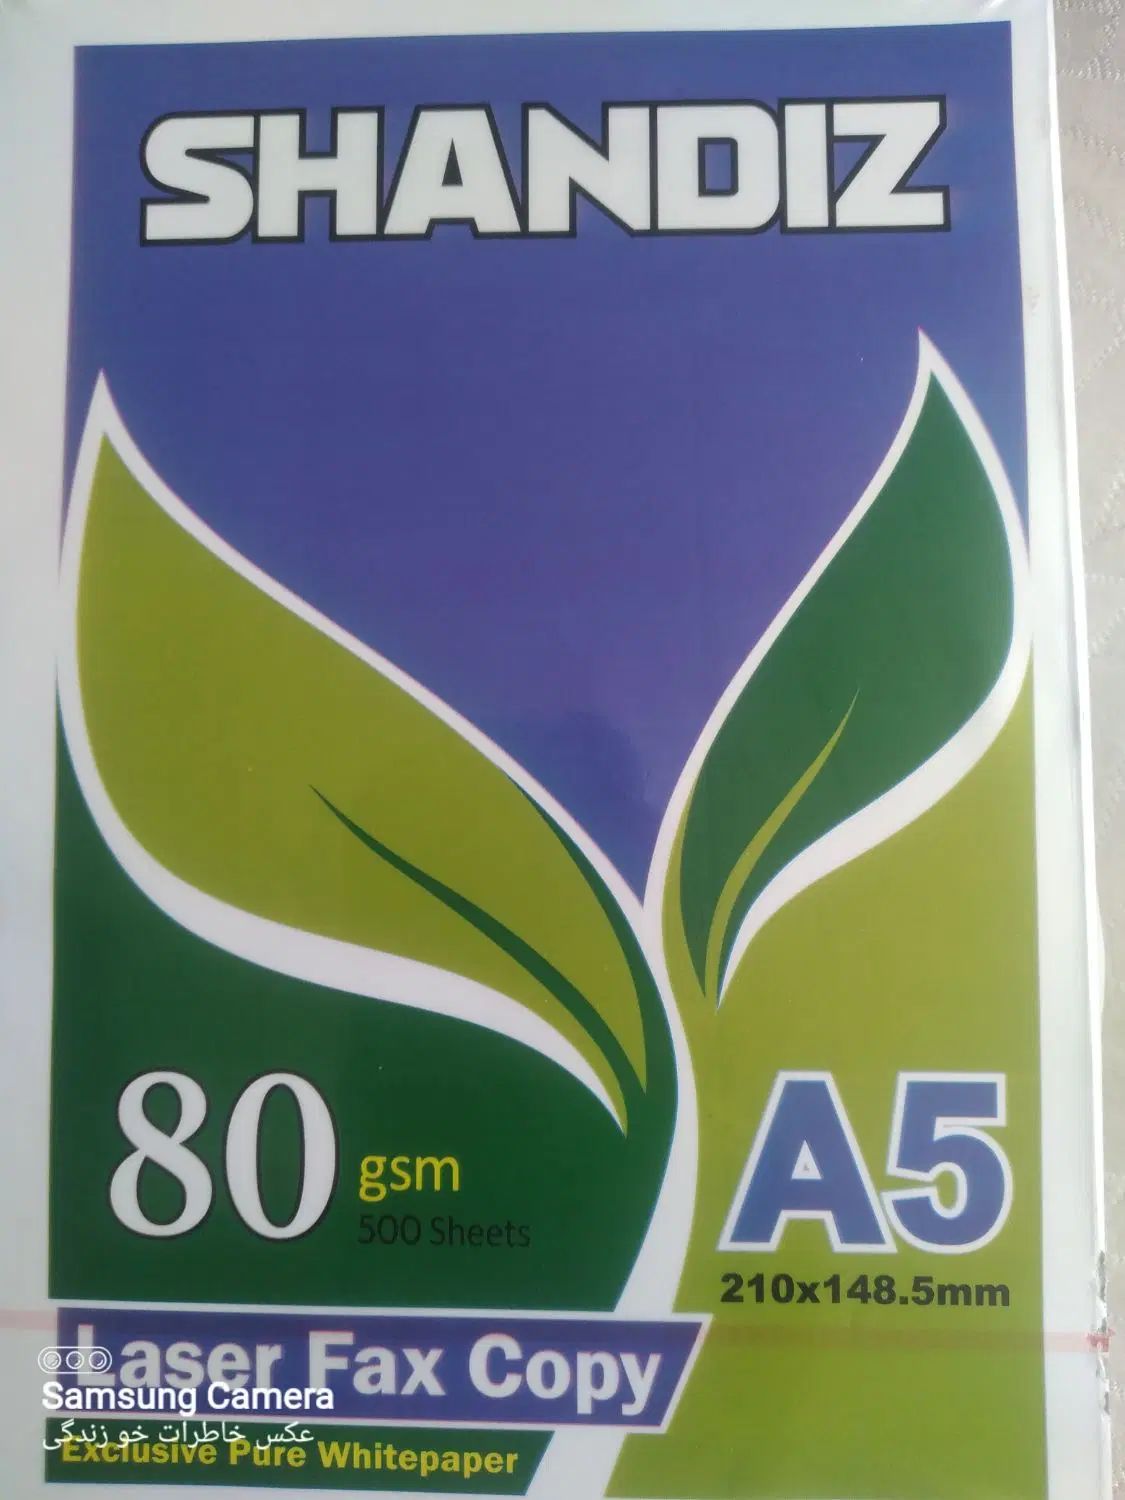 SHANDIZ
80 gsm
500 Sheets
A5
210x148.5mm
Laser Fax Copy
Samsung Camera
عکس خاطرات خو زندگی
Exclusive Pure Whitepaper